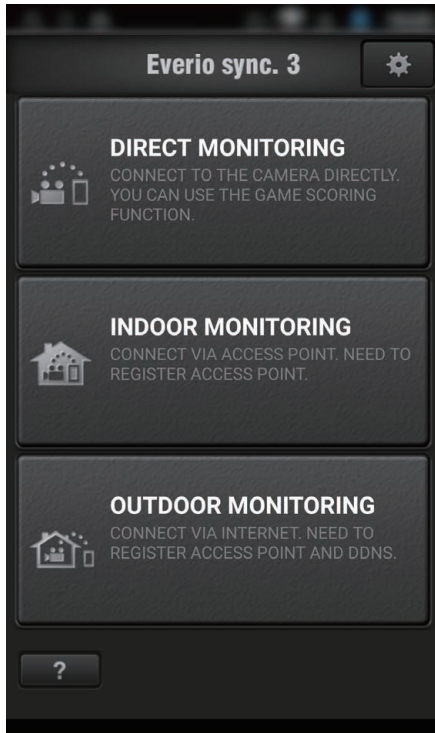 Everio sync. 3
DIRECT MONITORING
CONNECT TO THE CAMERA DIRECTLY.
YOU CAN USE THE GAME SCORING
FUNCTION.
INDOOR MONITORING
CONNECT VIA ACCESS POINT. NEED TO
REGISTER ACCESS POINT.
OUTDOOR MONITORING
CONNECT VIA INTERNET. NEED TO
REGISTER ACCESS POINT AND DDNS.
?